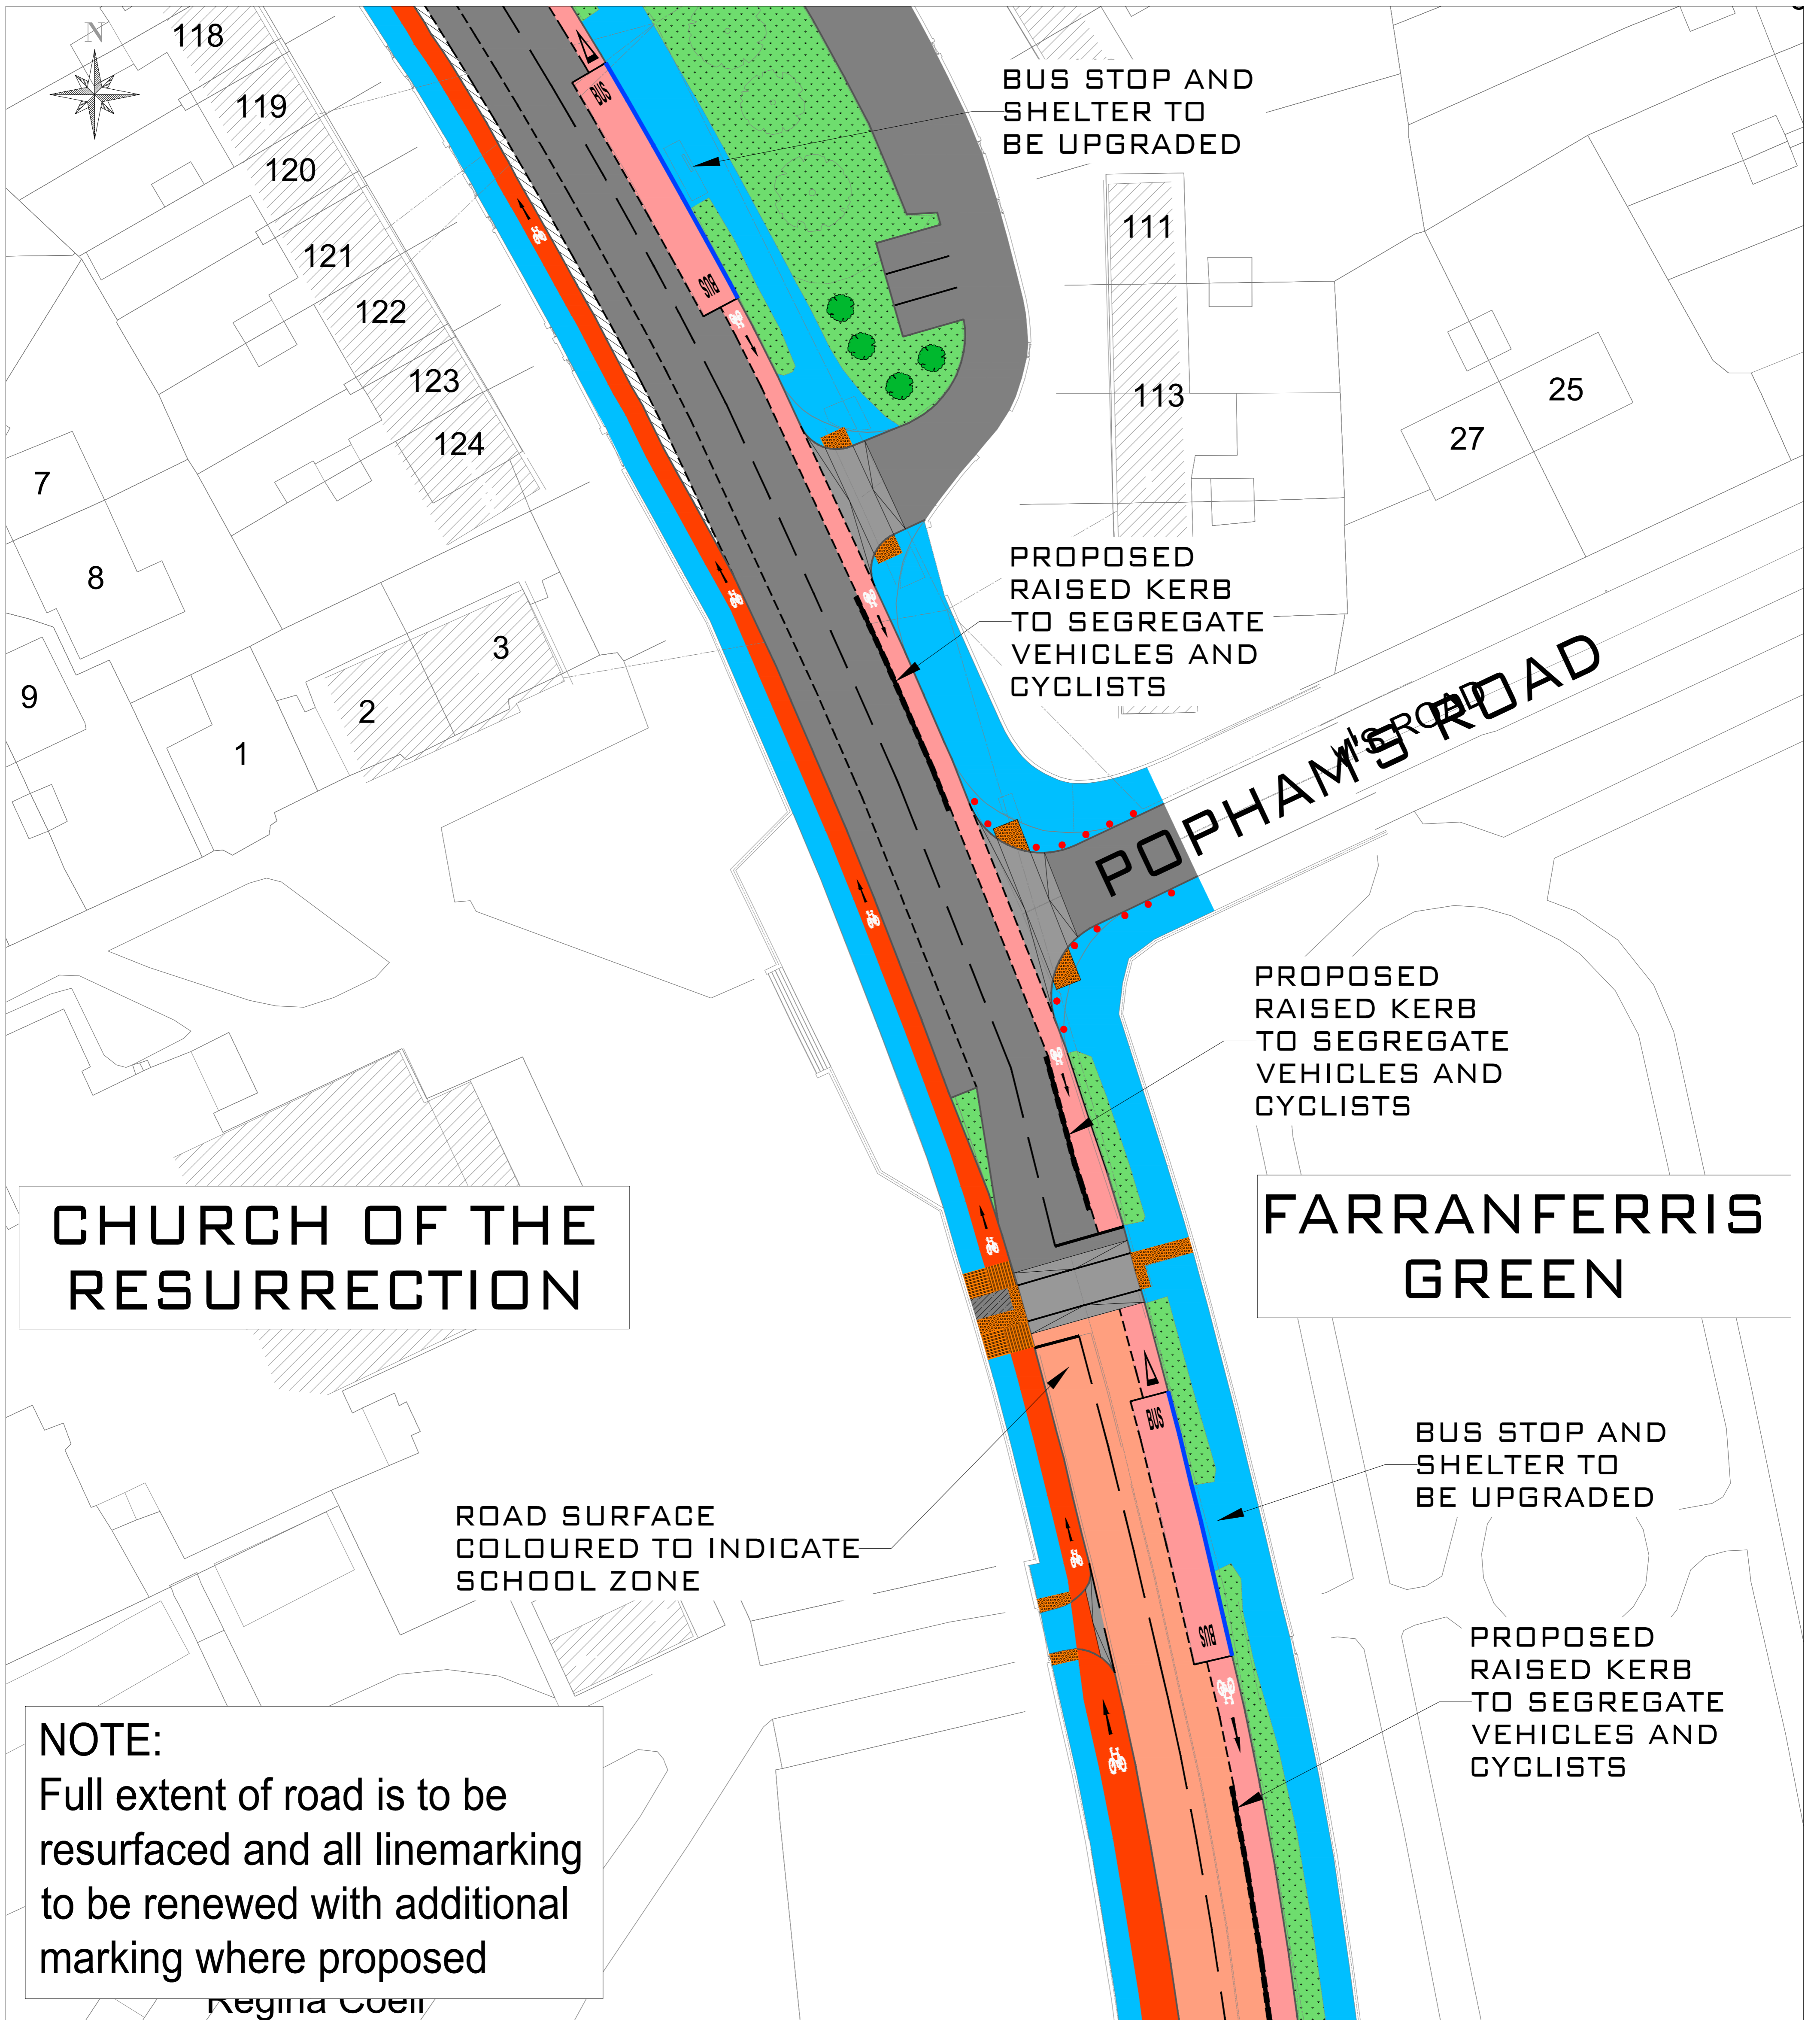 N
118
119
120
121
122
123
124
7
8
9
1
2
3
BUS
BUS
BUS STOP AND
SHELTER TO
BE UPGRADED
111
113
25
27
PROPOSED
RAISED KERB
TO SEGREGATE
VEHICLES AND
CYCLISTS
POPHAM'S ROAD
M'S ROAD
PROPOSED
RAISED KERB
TO SEGREGATE
VEHICLES AND
CYCLISTS
CHURCH OF THE
RESURRECTION
FARRANFERRIS
GREEN
BUS
BUS
BUS STOP AND
SHELTER TO
BE UPGRADED
ROAD SURFACE
COLOURED TO INDICATE
SCHOOL ZONE
PROPOSED
RAISED KERB
TO SEGREGATE
VEHICLES AND
CYCLISTS
NOTE:
Full extent of road is to be
resurfaced and all linemarking
to be renewed with additional
marking where proposed
Regina Coeli